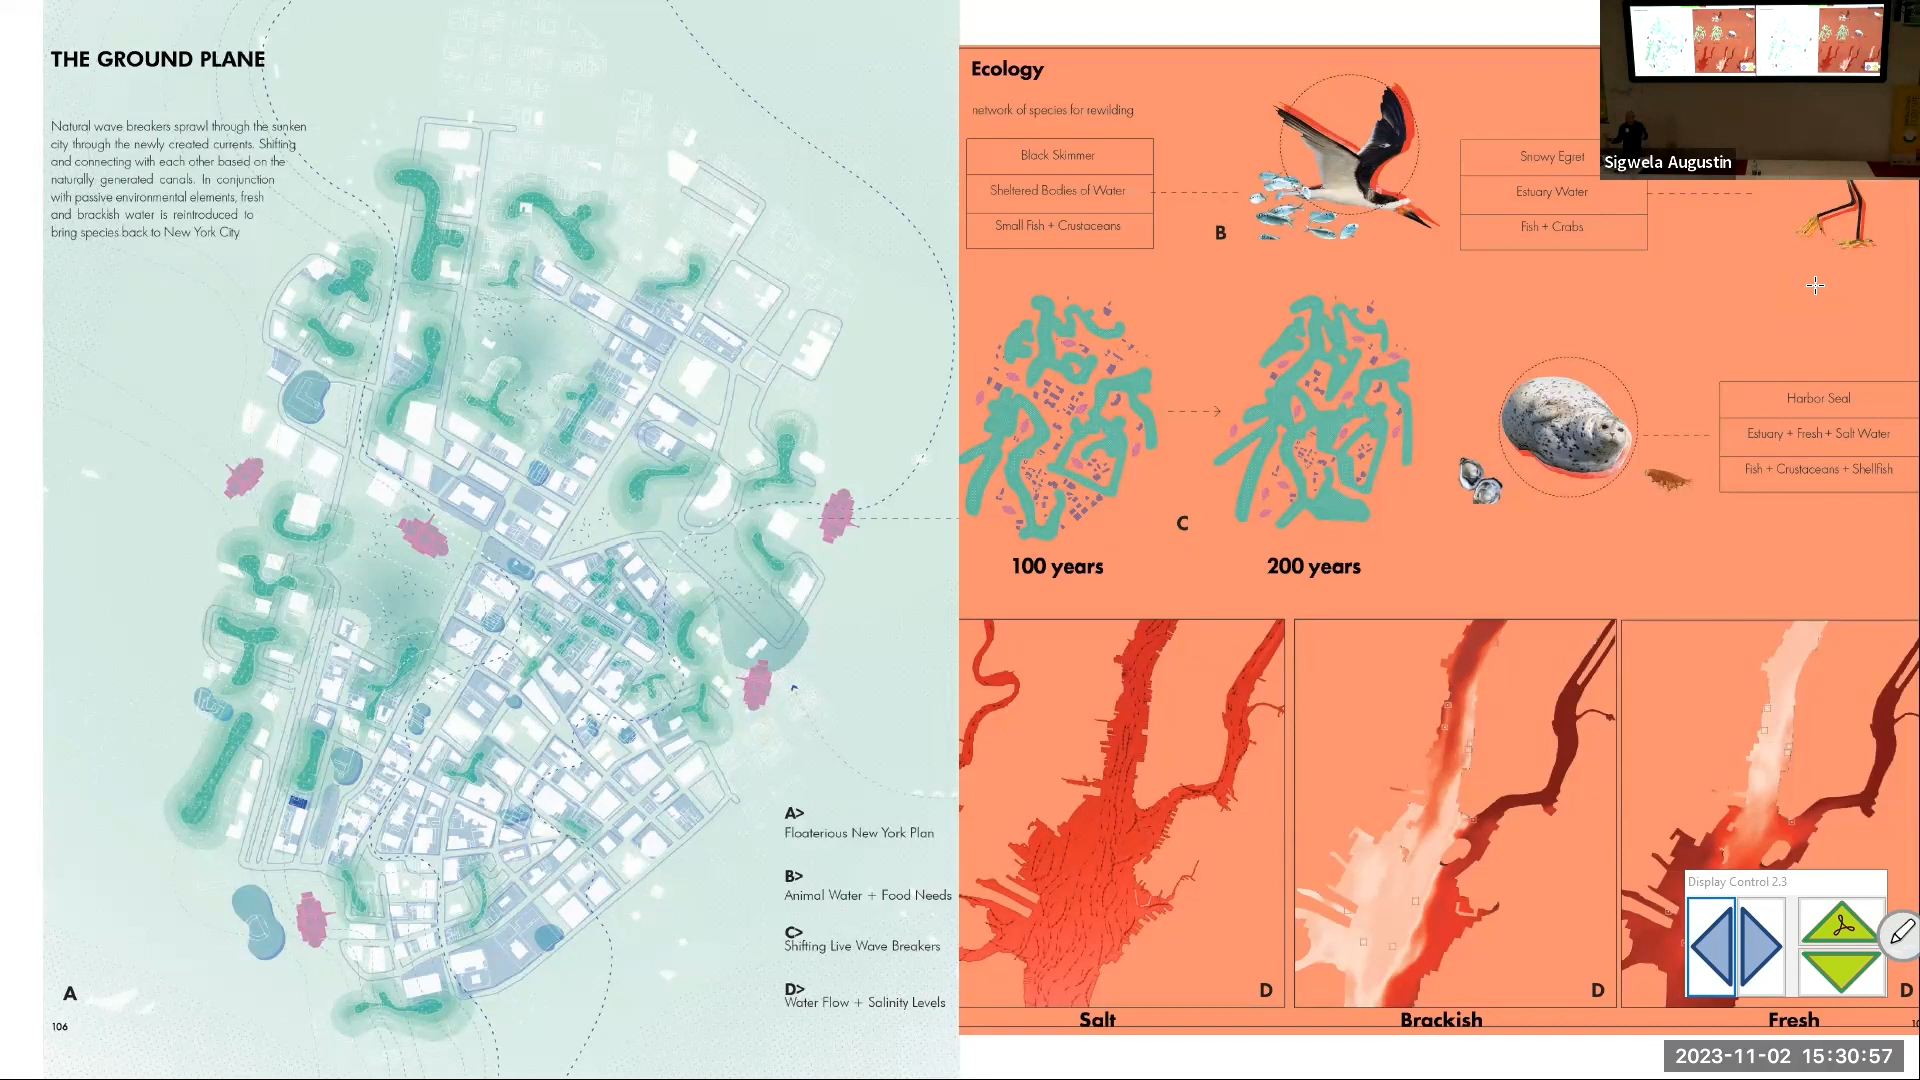 THE GROUND PLANE
Natural wave breakers sprawl through the sunken
city through the newly created currents. Shifting
and connecting with each other based on the
naturally generated canals. In conjunction
with passive environmental elements, fresh
and brackish water is reintroduced to
bring species back to New York City
A>
Floaterious New York Plan
B>
Animal Water + Food Needs
C>
Shifting Live Wave Breakers
D>
Water Flow + Salinity Levels
A
106
Ecology
network of species for rewilding
Black Skimmer
Sheltered Bodies of Water
Small Fish + Crustaceans
B
Snowy Egret
Estuary Water
Fish + Crabs
Sigwela Augustin
Harbor Seal
Estuary + Fresh + Salt Water
Fish + Crustaceans + Shellfish
C
100 years
200 years
D
D
D
Salt
Brackish
Fresh
Display Control 2.3
2023-11-02 15:30:57